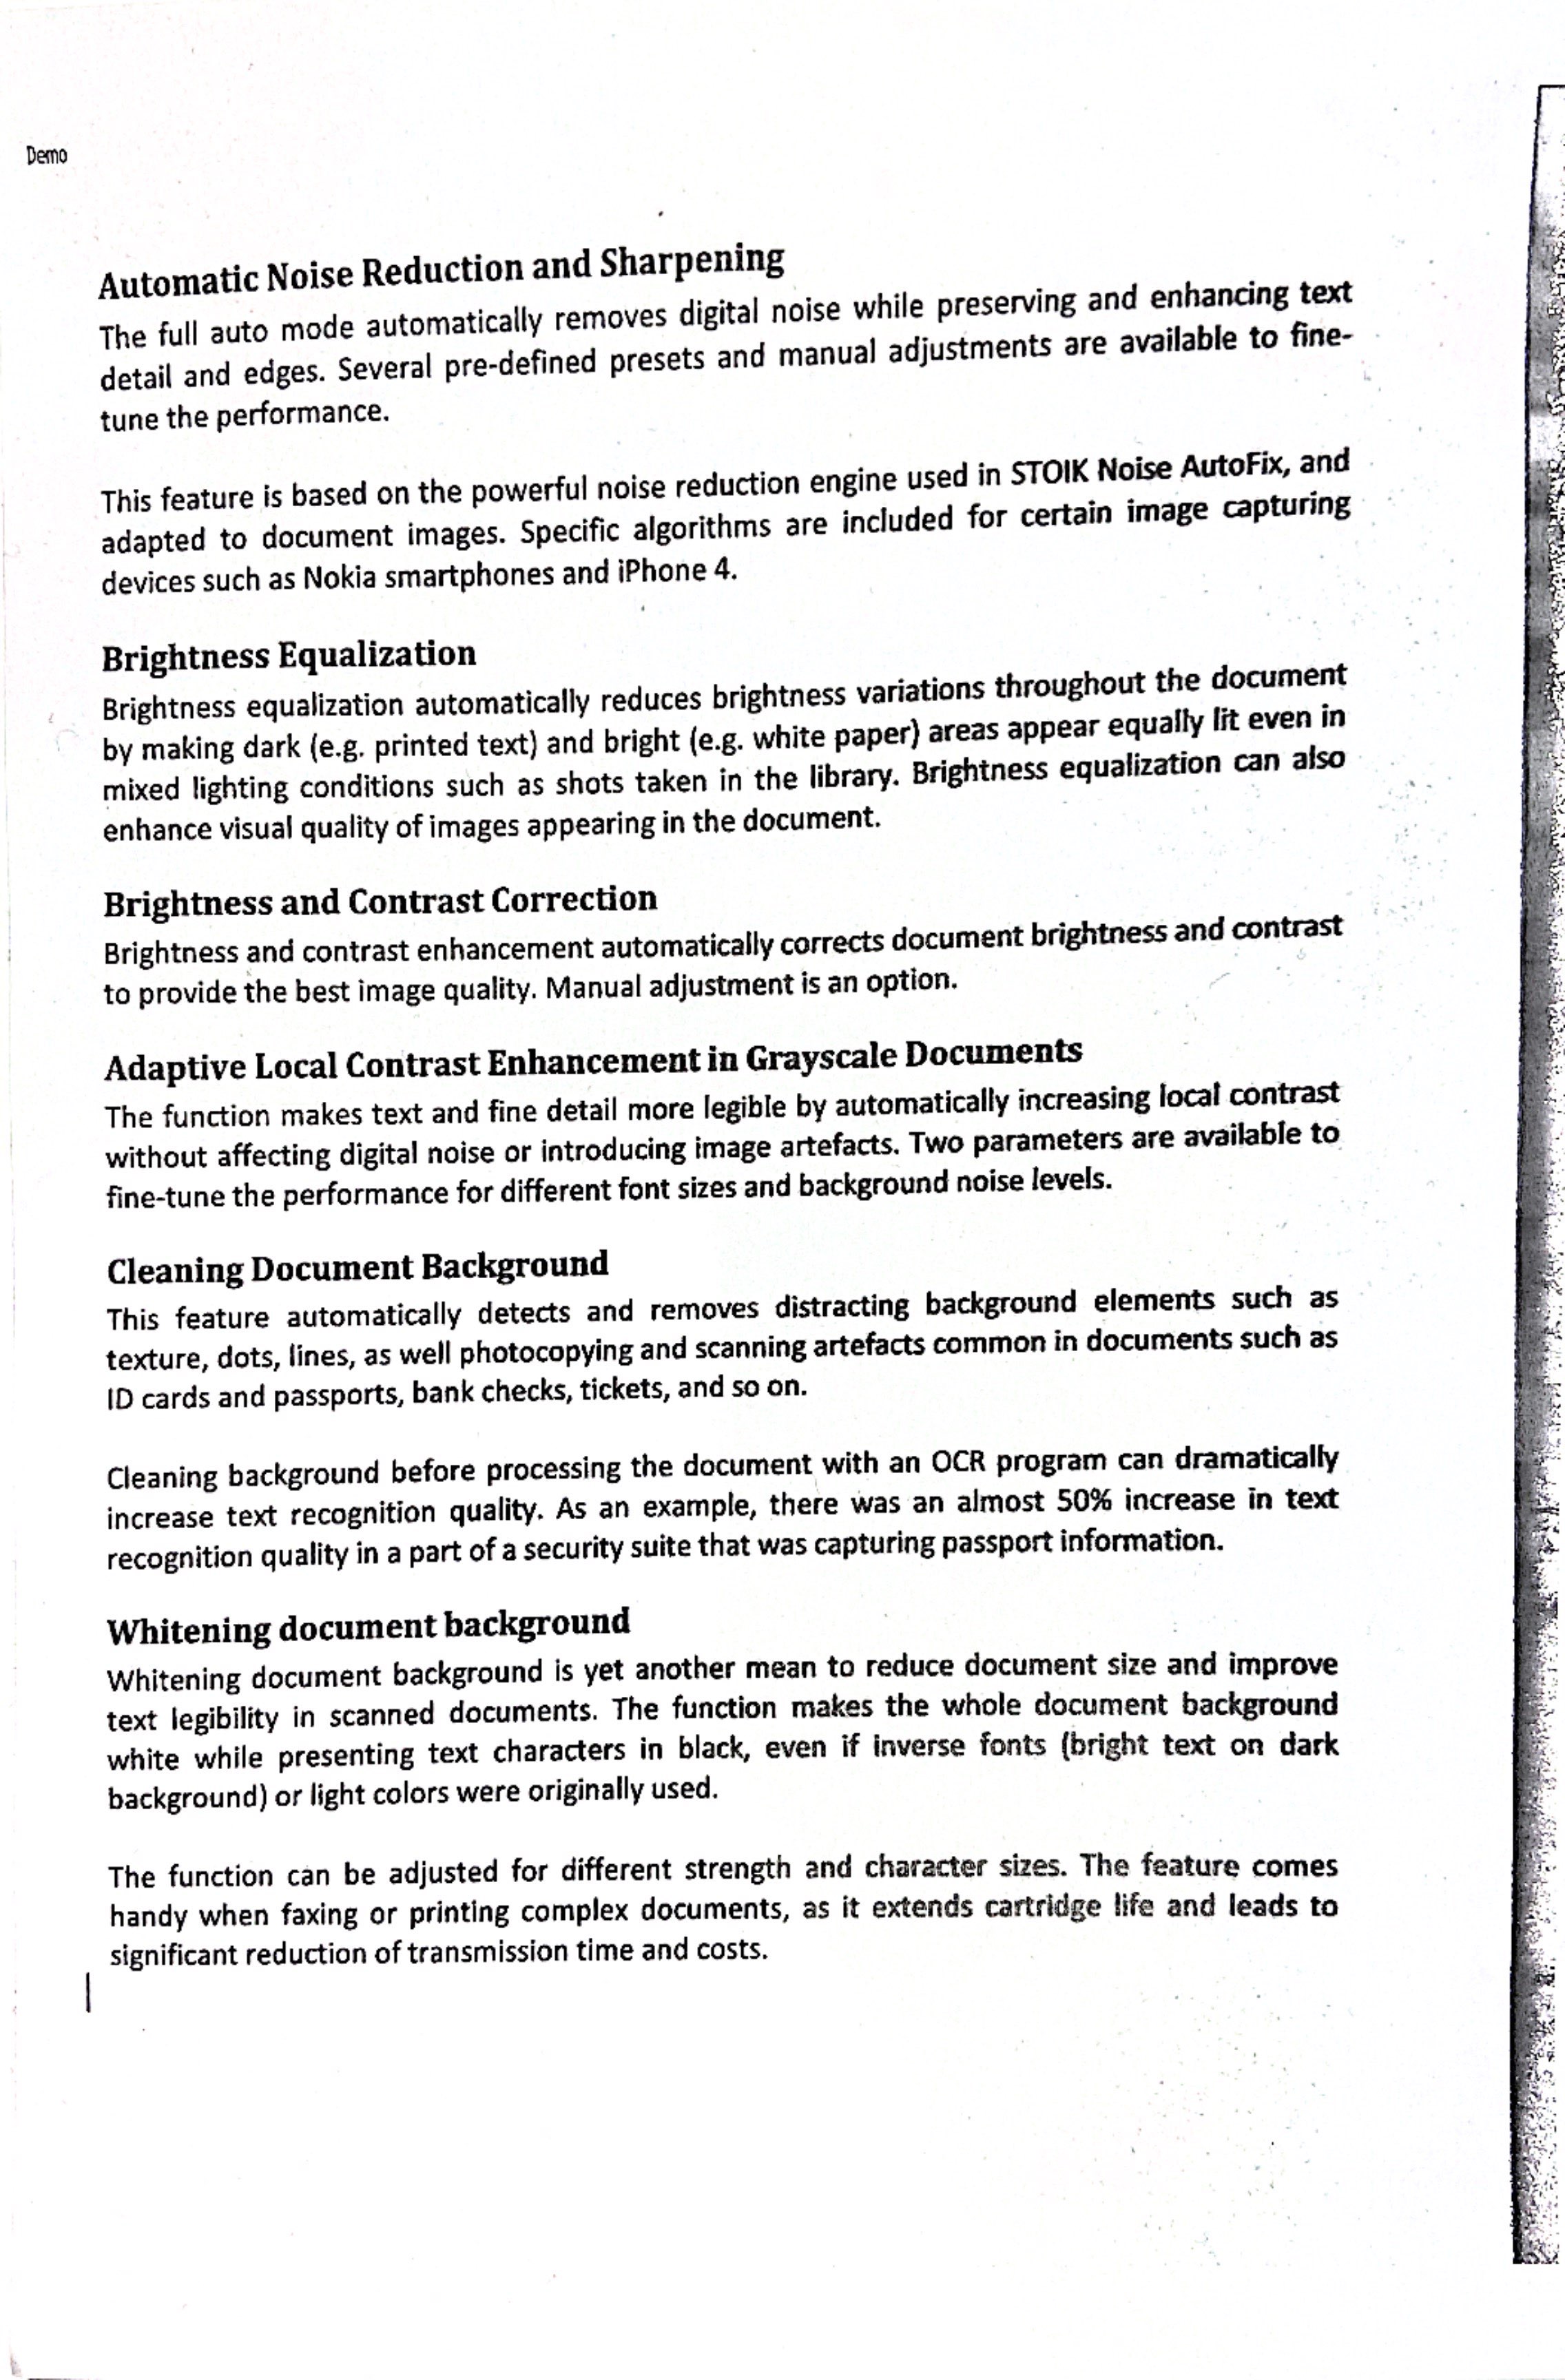 Demo
Automatic Noise Reduction and Sharpening
The full auto mode automatically removes digital noise while preserving and enhancing text
detail and edges. Several pre-defined presets and manual adjustments are available to fine-
tune the performance.
This feature is based on the powerful noise reduction engine used in STOIK Noise AutoFix, and
adapted to document images. Specific algorithms are included for certain image capturing
devices such as Nokia smartphones and iPhone 4.
Brightness Equalization
Brightness equalization automatically reduces brightness variations throughout the document
by making dark (e.g. printed text) and bright (e.g. white paper) areas appear equally lit even in
mixed lighting conditions such as shots taken in the library. Brightness equalization can also
enhance visual quality of images appearing in the document.
Brightness and Contrast Correction
Brightness and contrast enhancement automatically corrects document brightness and contrast
to provide the best image quality. Manual adjustment is an option.
Adaptive Local Contrast Enhancement in Grayscale Documents
The function makes text and fine detail more legible by automatically increasing local contrast
without affecting digital noise or introducing image artefacts. Two parameters are available to
fine-tune the performance for different font sizes and background noise levels.
Cleaning Document Background
This feature automatically detects and removes distracting background elements such as
texture, dots, lines, as well photocopying and scanning artefacts common in documents such as
ID cards and passports, bank checks, tickets, and so on.
Cleaning background before processing the document with an OCR program can dramatically
increase text recognition quality. As an example, there was an almost 50% increase in text
recognition quality in a part of a security suite that was capturing passport information.
Whitening document background
Whitening document background is yet another mean to reduce document size and improve
text legibility in scanned documents. The function makes the whole document background
white while presenting text characters in black, even if inverse fonts (bright text on dark
background) or light colors were originally used.
The function can be adjusted for different strength and character sizes. The feature comes
handy when faxing or printing complex documents, as it extends cartridge life and leads to
significant reduction of transmission time and costs.